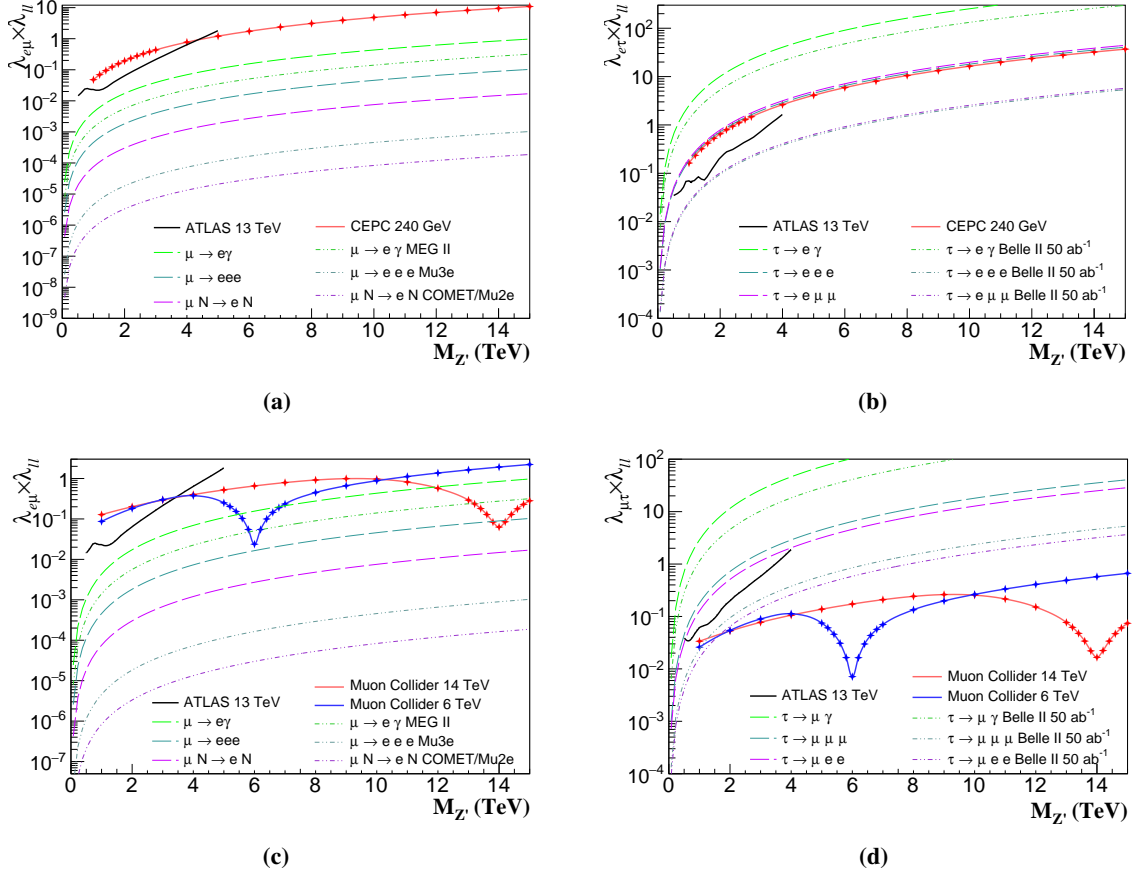 λeμ×λll
10
1
10⁻¹
10⁻²
10⁻³
10⁻⁴
10⁻⁵
10⁻⁶
10⁻⁷
10⁻⁸
10⁻⁹
ATLAS 13 TeV
μ → eγ
μ → eee
μ N → e N
CEPC 240 GeV
μ → e γ MEG II
μ → e e e Mu3e
μ N → e N COMET/Mu2e
0 2 4 6 8 10 12 14
MZ' (TeV)
(a)
λeτ×λll
10²
10
1
10⁻¹
10⁻²
10⁻³
10⁻⁴
ATLAS 13 TeV
τ → e γ
τ → e e e
τ → e μ μ
CEPC 240 GeV
τ → e γ Belle II 50 ab⁻¹
τ → e e e Belle II 50 ab⁻¹
τ → e μ μ Belle II 50 ab⁻¹
0 2 4 6 8 10 12 14
MZ' (TeV)
(b)
λeμ×λll
1
10⁻¹
10⁻²
10⁻³
10⁻⁴
10⁻⁵
10⁻⁶
10⁻⁷
ATLAS 13 TeV
μ → eγ
μ → eee
μ N → e N
Muon Collider 14 TeV
Muon Collider 6 TeV
μ → e γ MEG II
μ → e e e Mu3e
μ N → e N COMET/Mu2e
0 2 4 6 8 10 12 14
MZ' (TeV)
(c)
λμτ×λll
10²
10
1
10⁻¹
10⁻²
10⁻³
10⁻⁴
ATLAS 13 TeV
τ → μ γ
τ → μ μ μ
τ → μ e e
Muon Collider 14 TeV
Muon Collider 6 TeV
τ → μ γ Belle II 50 ab⁻¹
τ → μ μ μ Belle II 50 ab⁻¹
τ → μ e e Belle II 50 ab⁻¹
0 2 4 6 8 10 12 14
MZ' (TeV)
(d)